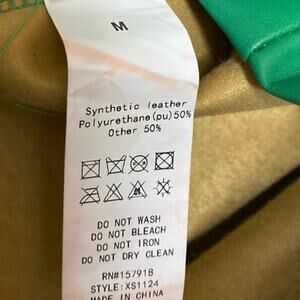 M
Synthetic leather
Polyurethane(pu)50%
Other 50%
DO NOT WASH
DO NOT BLEACH
DO NOT IRON
DO NOT DRY CLEAN
RN#157918
STYLE:XS1124
MADE IN CHINA